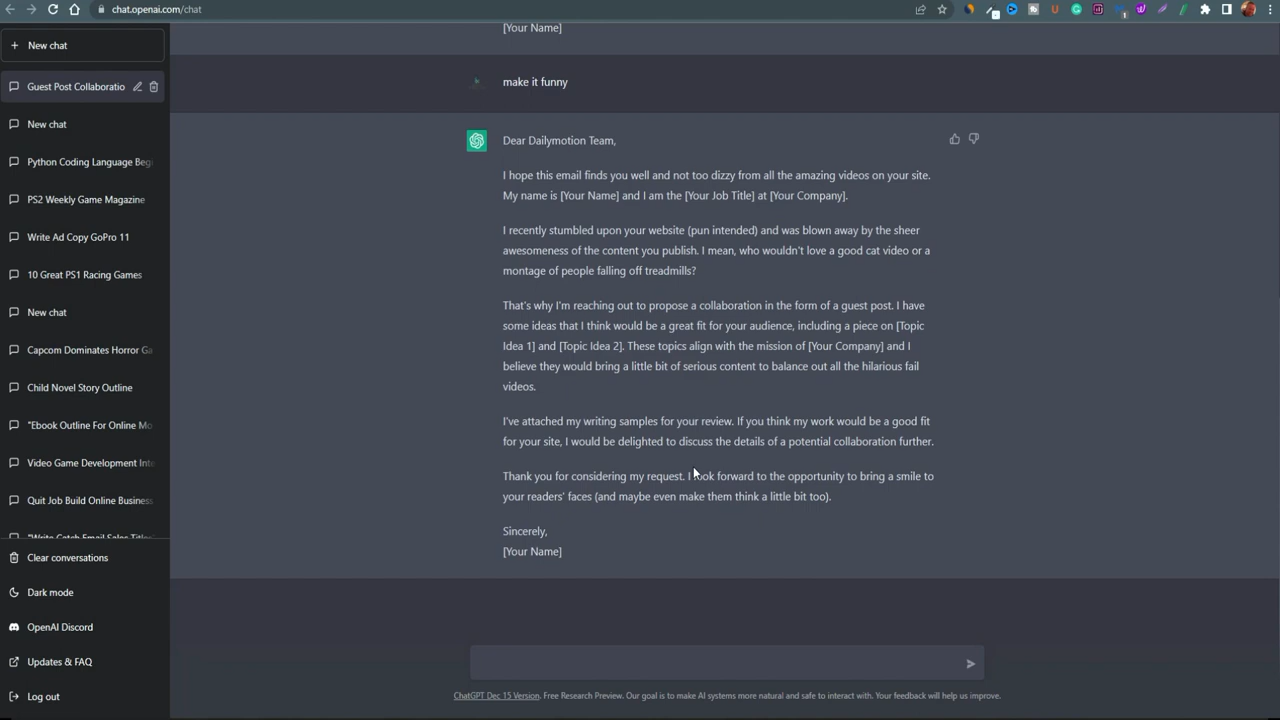 chat.openai.com/chat
New chat
Guest Post Collaboratio
New chat
Python Coding Language Beg
PS2 Weekly Game Magazine
Write Ad Copy GoPro 11
10 Great PS1 Racing Games
New chat
Capcom Dominates Horror Ga
Child Novel Story Outline
"Ebook Outline For Online Mo
Video Game Development Inte
Quit Job Build Online Business
"Write Catch Email Sales Titles"
Clear conversations
Dark mode
OpenAI Discord
Updates & FAQ
Log out
[Your Name]
make it funny
Dear Dailymotion Team,
I hope this email finds you well and not too dizzy from all the amazing videos on your site.
My name is [Your Name] and I am the [Your Job Title] at [Your Company].
I recently stumbled upon your website (pun intended) and was blown away by the sheer
awesomeness of the content you publish. I mean, who wouldn't love a good cat video or a
montage of people falling off treadmills?
That's why I'm reaching out to propose a collaboration in the form of a guest post. I have
some ideas that I think would be a great fit for your audience, including a piece on [Topic
Idea 1] and [Topic Idea 2]. These topics align with the mission of [Your Company] and I
believe they would bring a little bit of serious content to balance out all the hilarious fail
videos.
I've attached my writing samples for your review. If you think my work would be a good fit
for your site, I would be delighted to discuss the details of a potential collaboration further.
Thank you for considering my request. I look forward to the opportunity to bring a smile to
your readers' faces (and maybe even make them think a little bit too).
Sincerely,
[Your Name]
ChatGPT Dec 15 Version. Free Research Preview. Our goal is to make AI systems more natural and safe to interact with. Your feedback will help us improve.